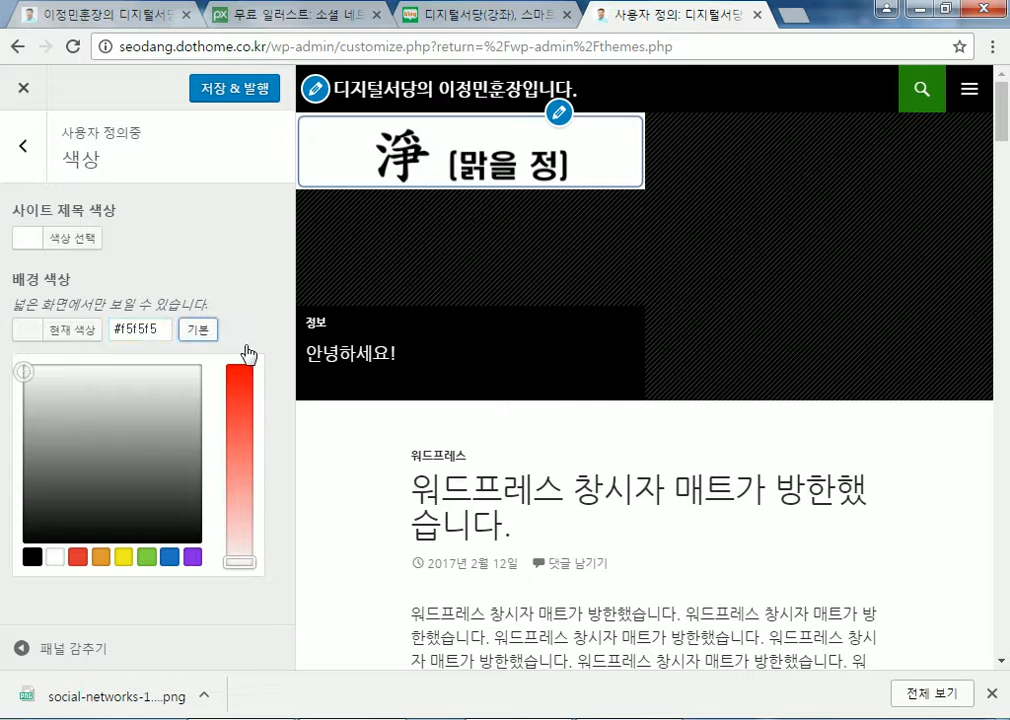 이정민훈장의 디지털서당
무료 일러스트: 소셜 네트
디지털서당(강좌), 스마트
사용자 정의: 디지털서당
seodang.dothome.co.kr/wp-admin/customize.php?return=%2Fwp-admin%2Fthemes.php
저장 & 발행
사용자 정의중
색상
사이트 제목 색상
색상 선택
배경 색상
넓은 화면에서만 보일 수 있습니다.
현재 색상
#f5f5f5
기본
패널 감추기
디지털서당의 이정민훈장입니다.
淨 (맑을 정)
정보
안녕하세요!
워드프레스
워드프레스 창시자 매트가 방한했
습니다.
2017년 2월 12일 댓글 남기기
워드프레스 창시자 매트가 방한했습니다. 워드프레스 창시자 매트가 방
한했습니다. 워드프레스 창시자 매트가 방한했습니다. 워드프레스 창시
자 매트가 방한했습니다. 워드프레스 창시자 매트가 방한했습니다. 워
social-networks-1....png
전체 보기